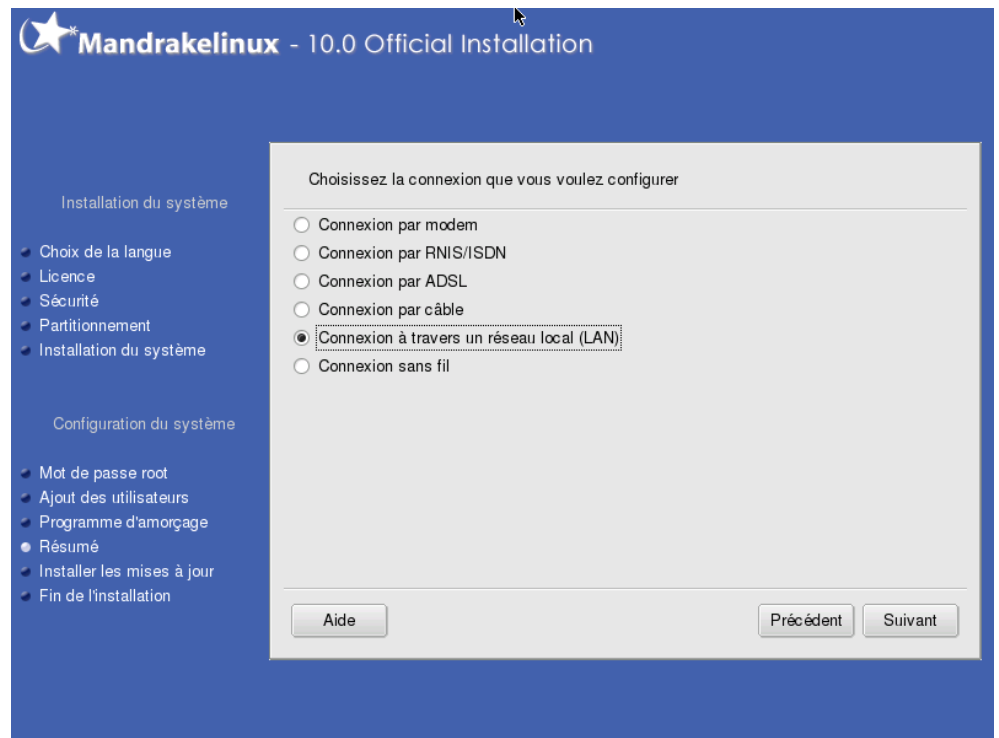 Mandrakelinux - 10.0 Official Installation
Installation du système
Choix de la langue
Licence
Sécurité
Partitionnement
Installation du système
Configuration du système
Mot de passe root
Ajout des utilisateurs
Programme d'amorçage
Résumé
Installer les mises à jour
Fin de l'installation
Choisissez la connexion que vous voulez configurer
Connexion par modem
Connexion par RNIS/ISDN
Connexion par ADSL
Connexion par câble
Connexion à travers un réseau local (LAN)
Connexion sans fil
Aide
Précédent
Suivant